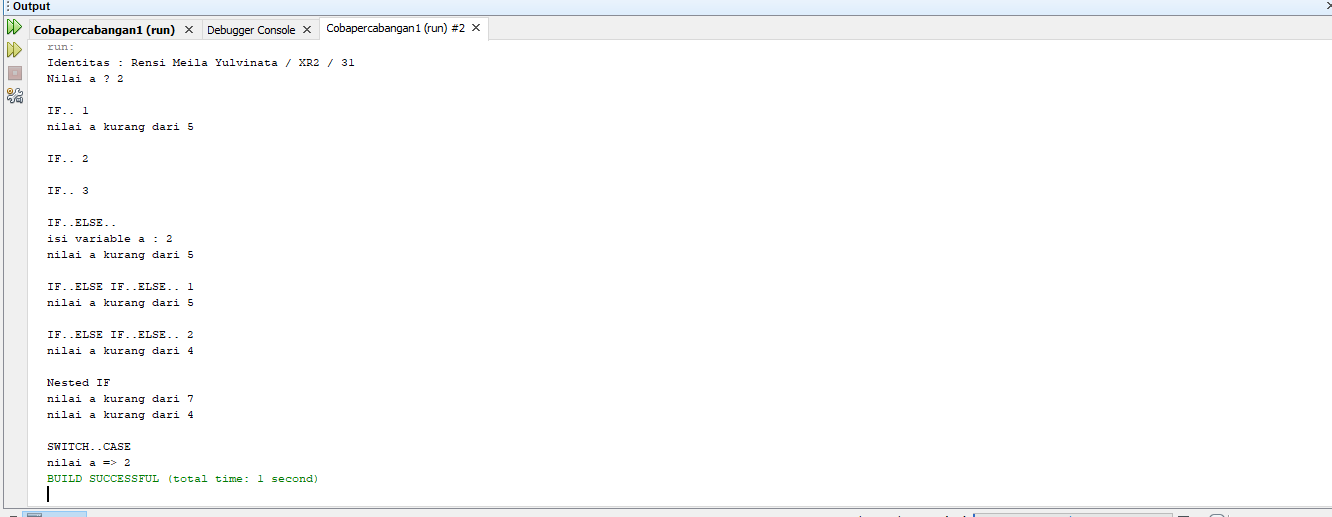 Output
Cobapercabangan1 (run) Debugger Console Cobapercabangan1 (run) #2
run:
Identitas : Rensi Meila Yulvinata / XR2 / 31
Nilai a ? 2
IF.. 1
nilai a kurang dari 5
IF.. 2
IF.. 3
IF..ELSE..
isi variable a : 2
nilai a kurang dari 5
IF..ELSE IF..ELSE.. 1
nilai a kurang dari 5
IF..ELSE IF..ELSE.. 2
nilai a kurang dari 4
Nested IF
nilai a kurang dari 7
nilai a kurang dari 4
SWITCH..CASE
nilai a => 2
BUILD SUCCESSFUL (total time: 1 second)